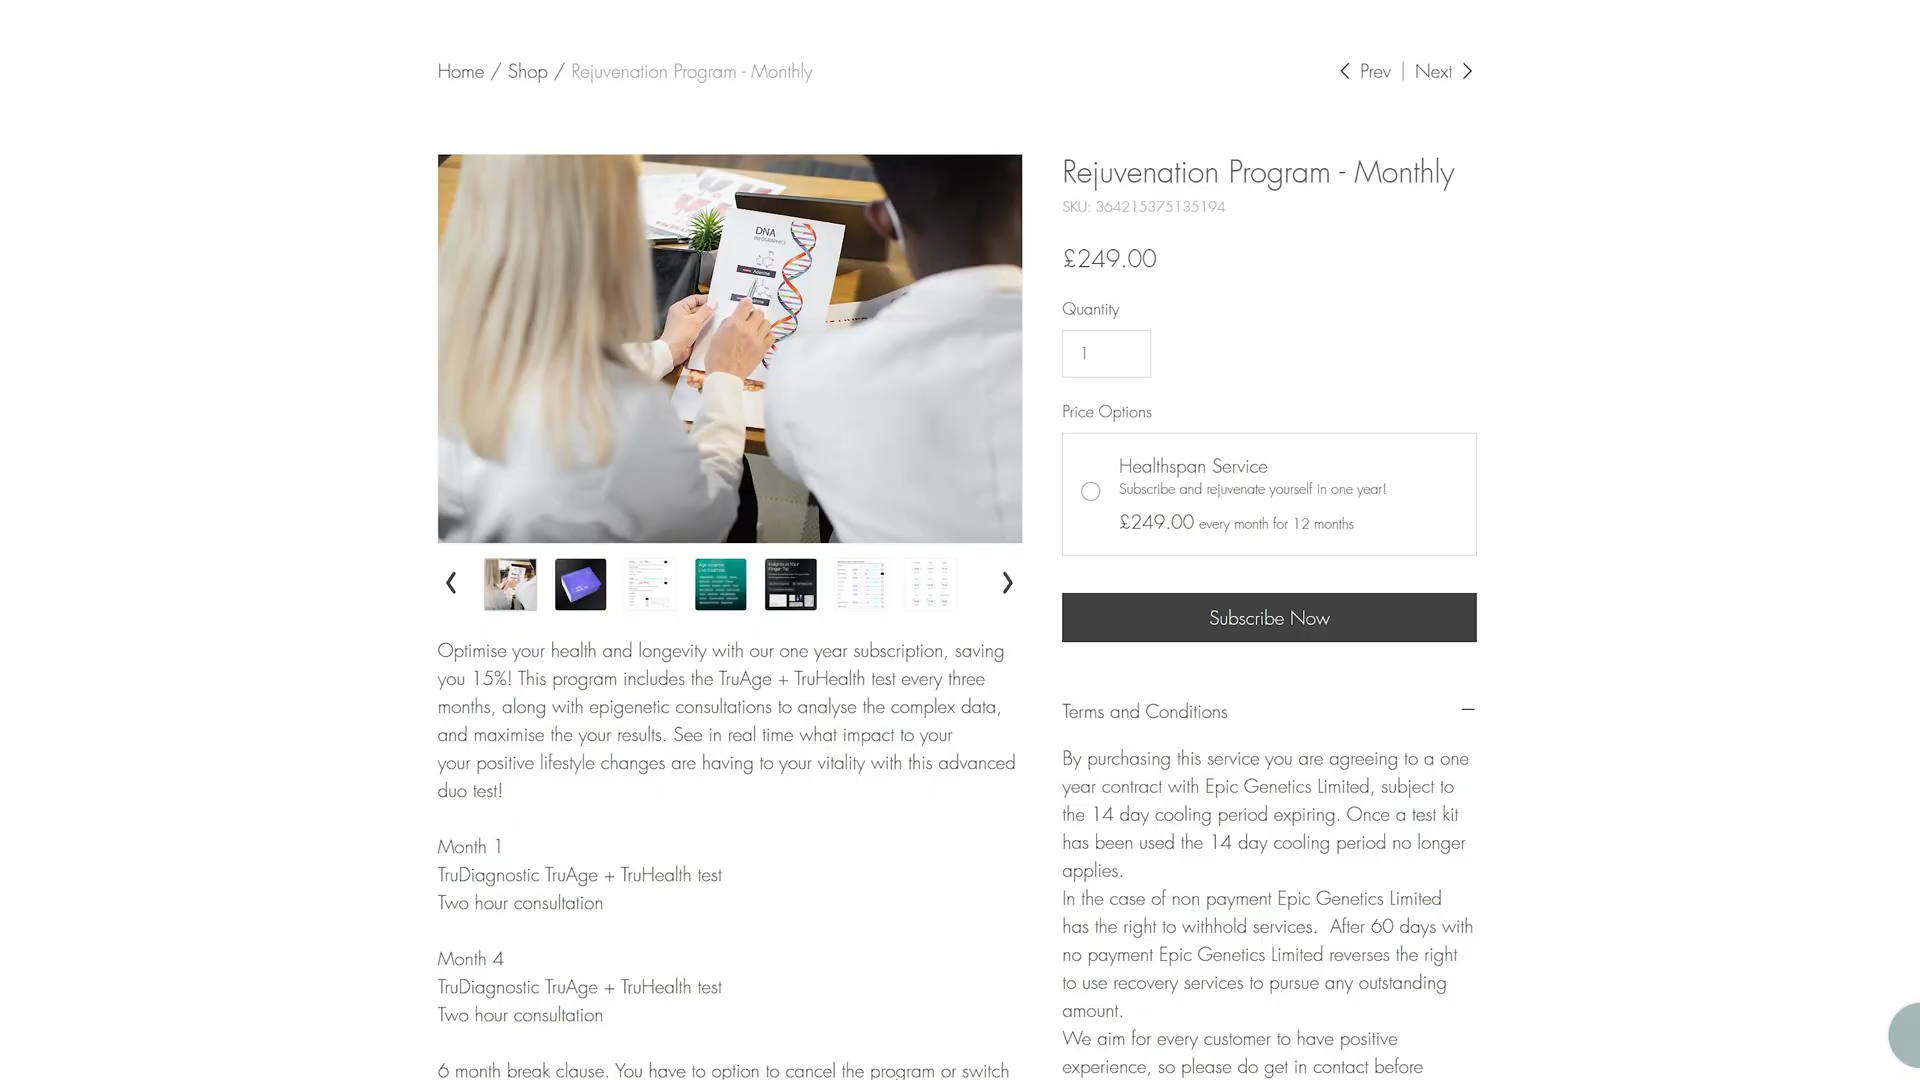 Home / Shop / Rejuvenation Program - Monthly
Prev | Next
DNA
INFOGRAPHICS
Adenine
Rejuvenation Program - Monthly
SKU: 364215375135194
£249.00
Quantity
1
Price Options
Healthspan Service
Subscribe and rejuvenate yourself in one year!
£249.00 every month for 12 months
Subscribe Now
Optimise your health and longevity with our one year subscription, saving
you 15%! This program includes the TruAge + TruHealth test every three
months, along with epigenetic consultations to analyse the complex data,
and maximise the your results. See in real time what impact to your
your positive lifestyle changes are having to your vitality with this advanced
duo test!
Month 1
TruDiagnostic TruAge + TruHealth test
Two hour consultation
Month 4
TruDiagnostic TruAge + TruHealth test
Two hour consultation
6 month break clause. You have to option to cancel the program or switch
Terms and Conditions
By purchasing this service you are agreeing to a one
year contract with Epic Genetics Limited, subject to
the 14 day cooling period expiring. Once a test kit
has been used the 14 day cooling period no longer
applies.
In the case of non payment Epic Genetics Limited
has the right to withhold services. After 60 days with
no payment Epic Genetics Limited reverses the right
to use recovery services to pursue any outstanding
amount.
We aim for every customer to have positive
experience, so please do get in contact before